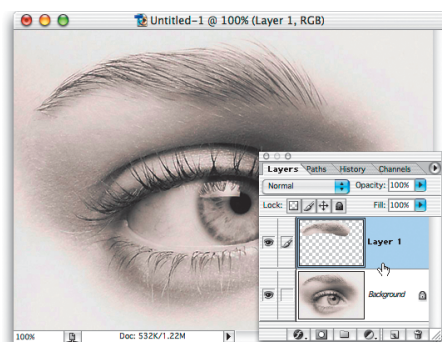 Untitled-1 @ 100% (Layer 1, RGB)
Layers Paths History Channels
Normal Opacity: 100%
Lock: Fill: 100%
Layer 1
Background
100% Doc: 532K/1.22M